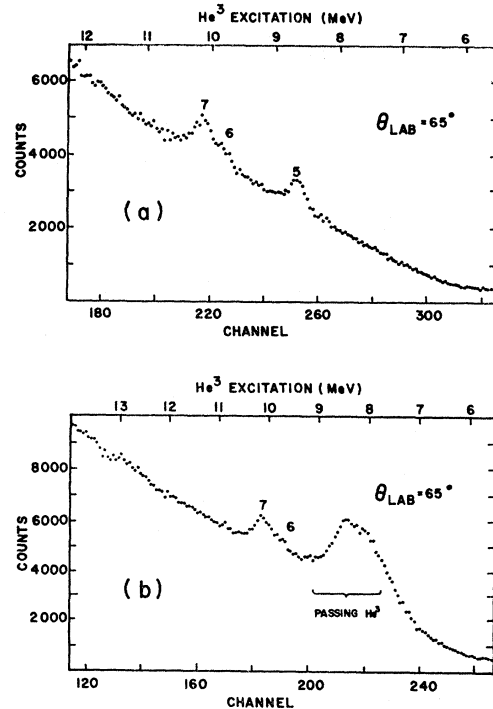 He³ EXCITATION (MeV)
12 11 10 9 8 7 6
6000
4000
2000
COUNTS
7
6
5
θLAB = 65°
(a)
180 220 260 300
CHANNEL
He³ EXCITATION (MeV)
13 12 11 10 9 8 7 6
8000
6000
4000
2000
COUNTS
7
6
θLAB = 65°
(b)
PASSING He³
120 160 200 240
CHANNEL